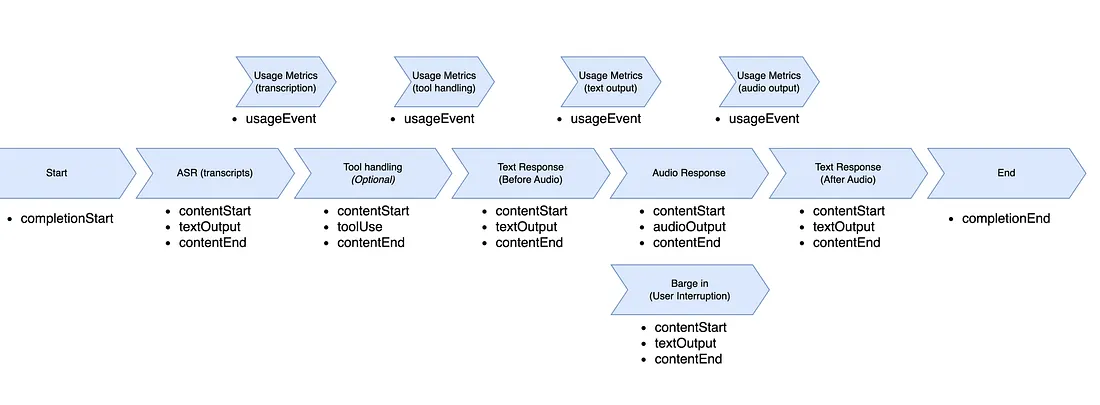 Usage Metrics
(transcription)
• usageEvent
Usage Metrics
(tool handling)
• usageEvent
Usage Metrics
(text output)
• usageEvent
Usage Metrics
(audio output)
• usageEvent
Start
• completionStart
ASR (transcripts)
• contentStart
• textOutput
• contentEnd
Tool handling
(Optional)
• contentStart
• toolUse
• contentEnd
Text Response
(Before Audio)
• contentStart
• textOutput
• contentEnd
Audio Response
• contentStart
• audioOutput
• contentEnd
Barge in
(User Interruption)
• contentStart
• textOutput
• contentEnd
Text Response
(After Audio)
• contentStart
• textOutput
• contentEnd
End
• completionEnd